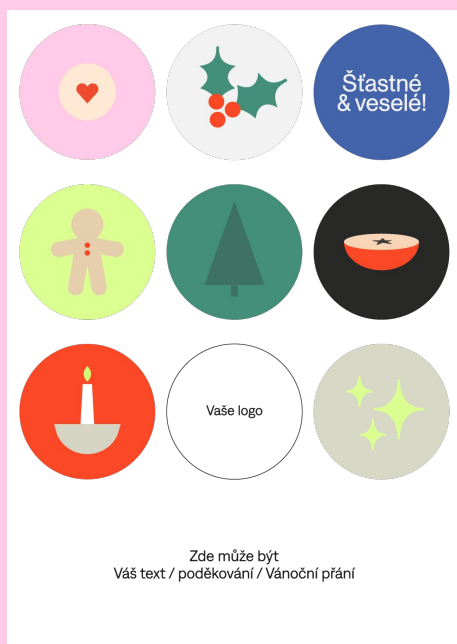 Šťastné
& veselé!
Vaše logo
Zde může být
Váš text / poděkování / Vánoční přání